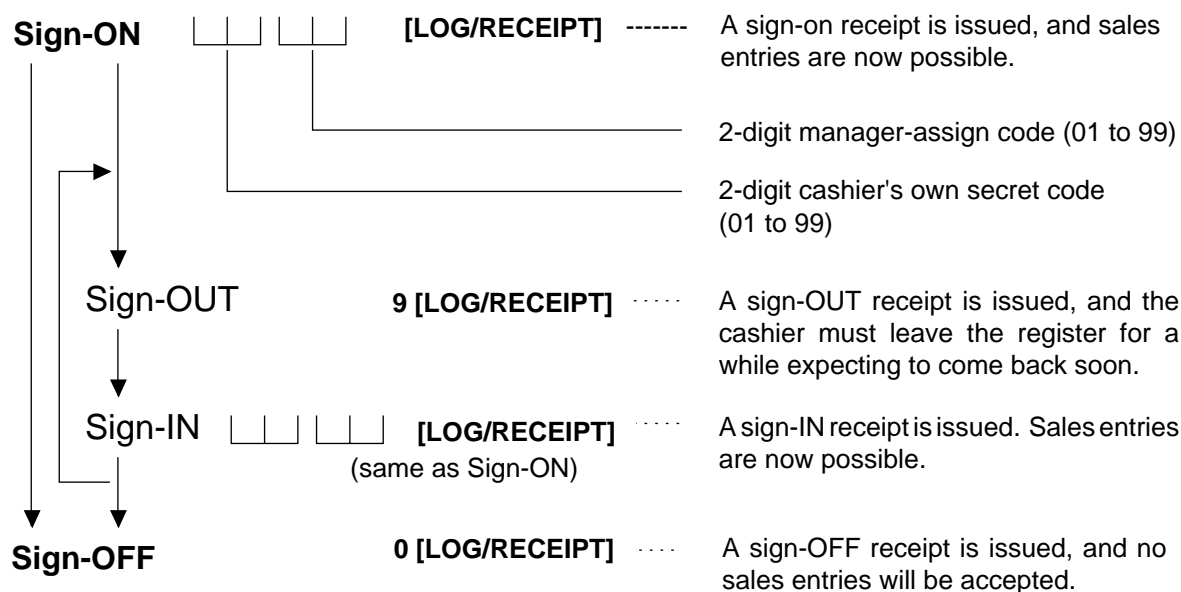 Sign-ON [LOG/RECEIPT] ------- A sign-on receipt is issued, and sales
entries are now possible.
2-digit manager-assign code (01 to 99)
2-digit cashier's own secret code
(01 to 99)
Sign-OUT 9 [LOG/RECEIPT] ..... A sign-OUT receipt is issued, and the
cashier must leave the register for a
while expecting to come back soon.
Sign-IN [LOG/RECEIPT] ..... A sign-IN receipt is issued. Sales entries
(same as Sign-ON) are now possible.
Sign-OFF 0 [LOG/RECEIPT] .... A sign-OFF receipt is issued, and no
sales entries will be accepted.